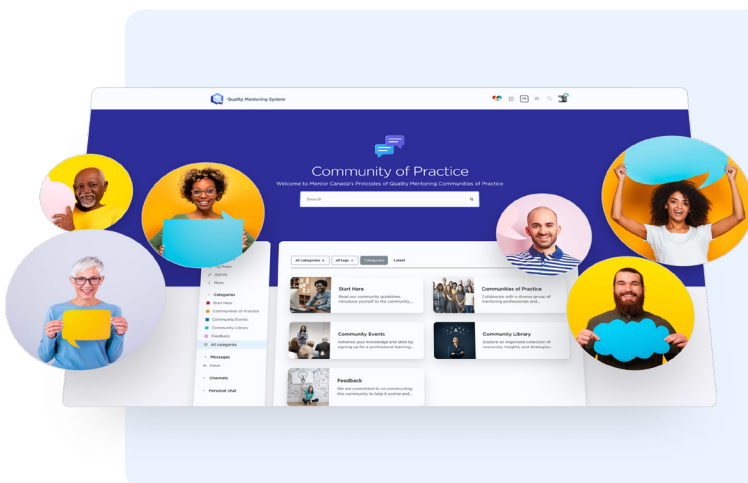 Quality Mentoring System
FR
Community of Practice
Welcome to Mentor Canada's Principles of Quality Mentoring Communities of Practice
Search
all categories
all tags
Categories
Latest
Admin
More
Categories
Start Here
Communities of Practice
Community Events
Community Library
Feedback
All categories
Messages
Inbox
Channels
Personal chat
Start Here
Read our community guidelines,
introduce yourself to the community...
Communities of Practice
Collaborate with a diverse group of
mentoring professionals and...
Community Events
Advance your knowledge and skills by
signing up for a professional learning...
Community Library
Explore an organized collection of
resources, insights, and strategies...
Feedback
We are committed to co-constructing
this community to help it evolve and...